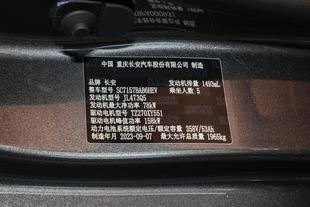 中国 重庆长安汽车股份有限公司 制造
品牌 长安 发动机排量 1493mL
整车型号 SC7157BAB6HEV 乘坐人数 5
发动机型号 JL473Q5
发动机最大净功率 78kW
驱动电机型号 TZ270XY551
驱动电机峰值功率 158kW
动力电池系统额定电压/额定容量 358V/53Ah
制造年月 2023-09-07 最大允许总质量 1965kg